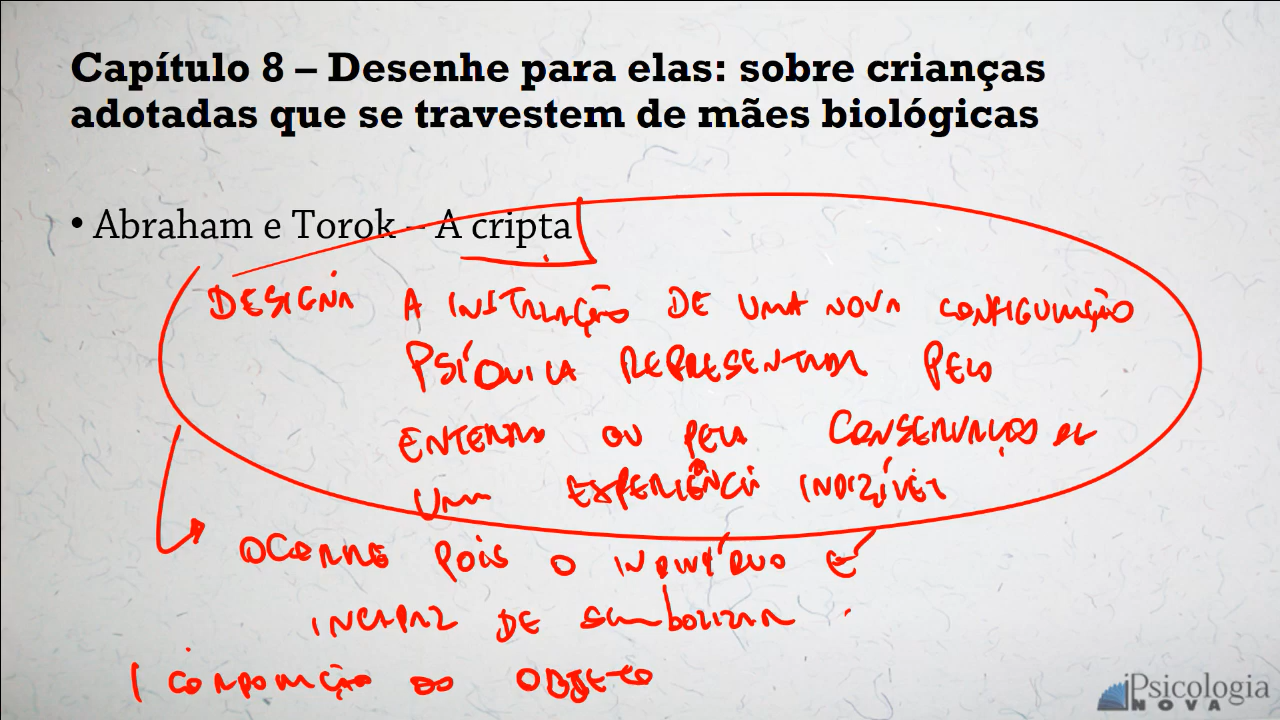 Capítulo 8 – Desenhe para elas: sobre crianças
adotadas que se travestem de mães biológicas
• Abraham e Torok – A cripta
DESIGNA A INSTALAÇÃO DE UMA NOVA CONFIGURAÇÃO
PSÍQUICA REPRESENTADA PELO
ENTERRO OU PELA CONSERVAÇÃO DE
UMA EXPERIÊNCIA INDIZÍVEL
OCORRE POIS O INDIVÍDUO É
INCAPAZ DE SIMBOLIZAR
CORPORAÇÃO DO OBJETO
Psicologia
NOVA